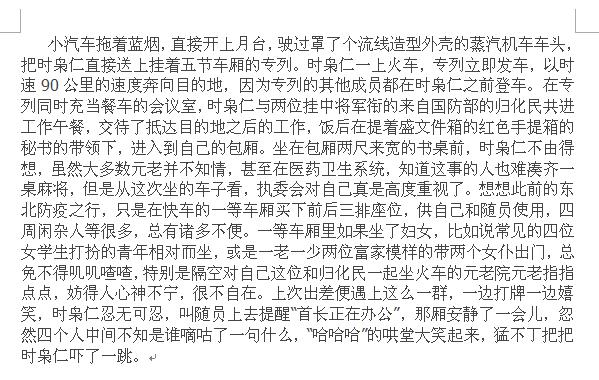 小汽车拖着蓝烟，直接开上月台，驶过罩了个流线造型外壳的蒸汽机车车头，
把时枭仁直接送上挂着五节车厢的专列。时枭仁一上火车，专列立即发车，以时
速 90 公里的速度奔向目的地，因为专列的其他成员都在时枭仁之前登车。在专
列同时充当餐车的会议室，时枭仁与两位挂中将军衔的来自国防部的归化民共进
工作午餐，交待了抵达目的地之后的工作，饭后在提着盛文件箱的红色手提箱的
秘书的带领下，进入到自己的包厢。坐在包厢两尺来宽的书桌前，时枭仁不由得
想，虽然大多数元老并不知情，甚至在医药卫生系统，知道这事的人也难凑齐一
桌麻将，但是从这次坐的车子看，执委会对自己真是高度重视了。想想此前的东
北防疫之行，只是在快车的一等车厢买下前后三排座位，供自己和随员使用，四
周闲杂人等很多，总有诸多不便。一等车厢里如果坐了妇女，比如说常见的四位
女学生打扮的青年相对而坐，或是一老一少两位富家模样的带两个女仆出门，总
免不得叽叽喳喳，特别是隔空对自己这位和归化民一起坐火车的元老院元老指指
点点，妨得人心神不宁，很不自在。上次出差便遇上这么一群，一边打牌一边嬉
笑，时枭仁忍无可忍，叫随员上去提醒“首长正在办公”，那厢安静了一会儿，忽
然四个人中间不知是谁嘀咕了一句什么，“哈哈哈”的哄堂大笑起来，猛不丁把把
时枭仁吓了一跳。